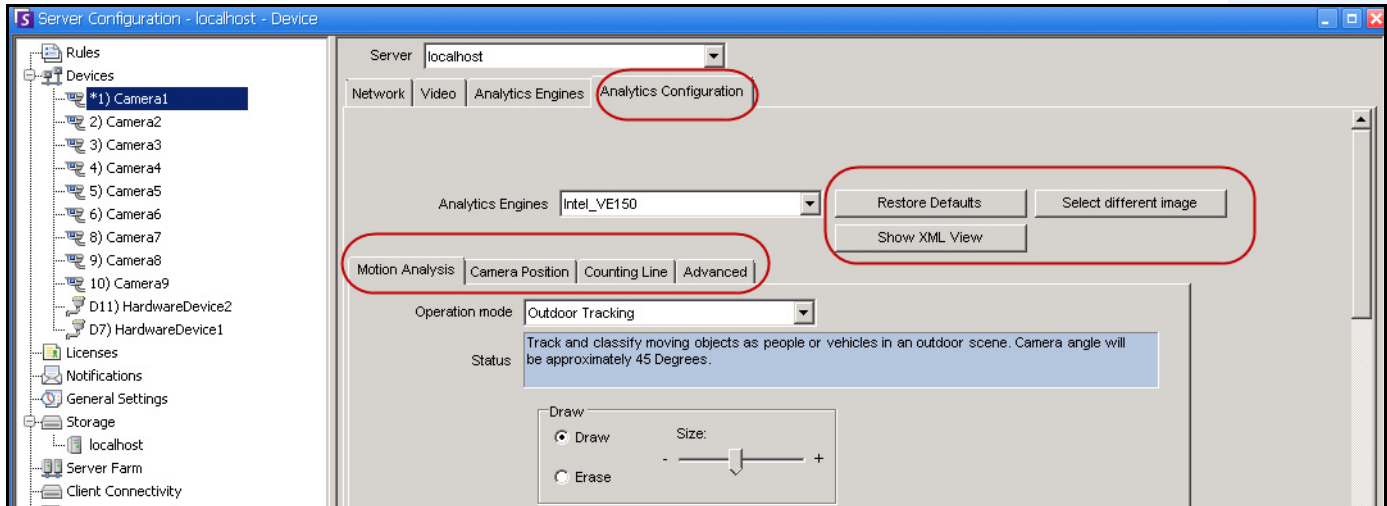 Server Configuration - localhost - Device
Rules
Devices
*1) Camera1
2) Camera2
3) Camera3
4) Camera4
5) Camera5
6) Camera6
8) Camera7
9) Camera8
10) Camera9
D11) HardwareDevice2
D7) HardwareDevice1
Licenses
Notifications
General Settings
Storage
localhost
Server Farm
Client Connectivity
Server localhost
Network Video Analytics Engines Analytics Configuration
Analytics Engines Intel_VE150 Restore Defaults Select different image
Show XML View
Motion Analysis Camera Position Counting Line Advanced
Operation mode Outdoor Tracking
Status Track and classify moving objects as people or vehicles in an outdoor scene. Camera angle will
be approximately 45 Degrees.
Draw
Draw Size:
- +
Erase